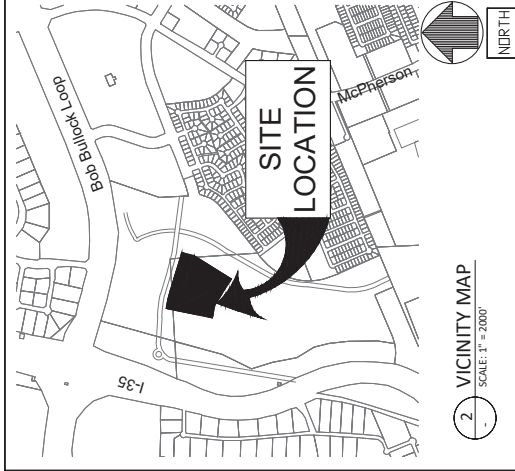 Bob Bullock Loop
I-35
SITE
LOCATION
McPherson
NORTH
2
-
VICINITY MAP
SCALE: 1" = 2000'